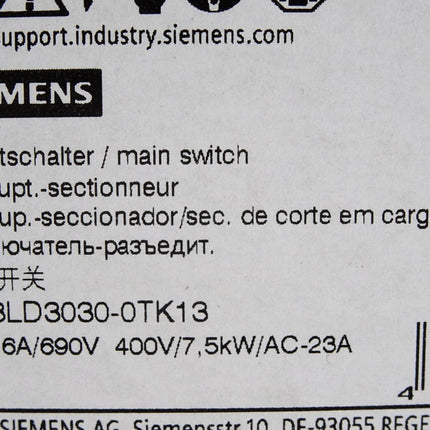 support.industry.siemens.com
MENS
tschalter / main switch
upt.-sectionneur
up.-seccionador/sec. de corte em carg
ючатель-разъедит.
开关
3LD3030-0TK13
6A/690V 400V/7,5kW/AC-23A
4
SIEMENS AG, Siemensstr.10, DE-93055 REGE